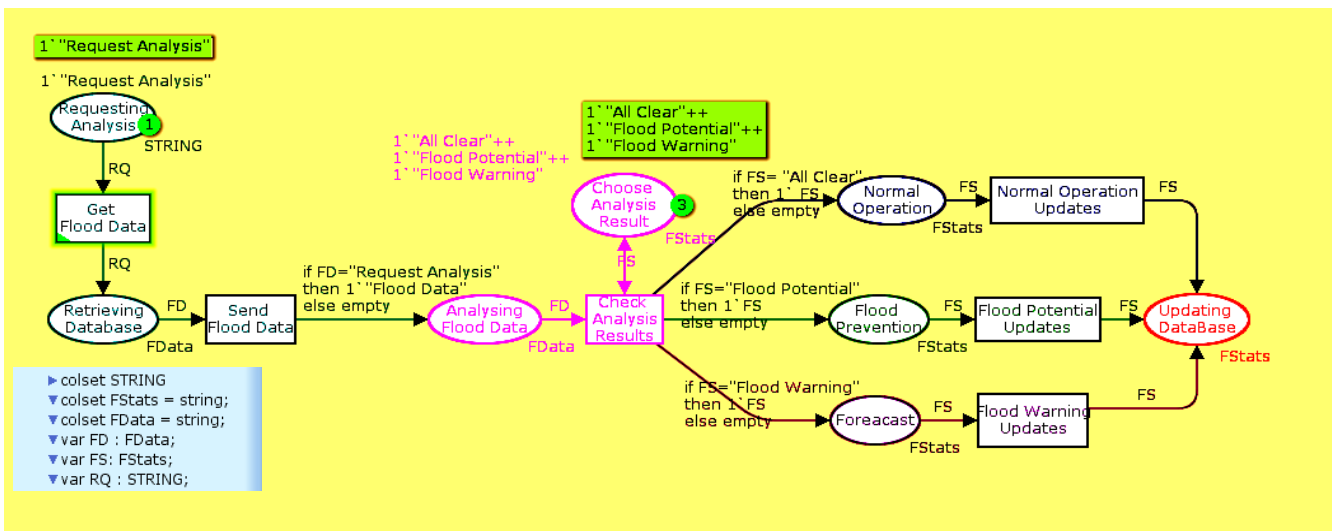 1`"Request Analysis"
1`"Request Analysis"
Requesting
Analysis
1
STRING
RQ
Get
Flood Data
RQ
Retrieving
Database
FData
FD
Send
Flood Data
if FD="Request Analysis"
then 1`"Flood Data"
else empty
Analysing
Flood Data
FData
FD
1`"All Clear"++
1`"Flood Potential"++
1`"Flood Warning"
1`"All Clear"++
1`"Flood Potential"++
1`"Flood Warning"
Choose
Analysis
Result
3
FStats
FS
Check
Analysis
Results
if FS= "All Clear"
then 1` FS
else empty
Normal
Operation
FStats
FS
Normal Operation
Updates
FS
if FS="Flood Potential"
then 1`FS
else empty
Flood
Prevention
FStats
FS
Flood Potential
Updates
FS
Updating
DataBase
FStats
if FS="Flood Warning"
then 1`FS
else empty
Foreacast
FStats
FS
Flood Warning
Updates
FS
colset STRING
colset FStats = string;
colset FData = string;
var FD : FData;
var FS: FStats;
var RQ : STRING;